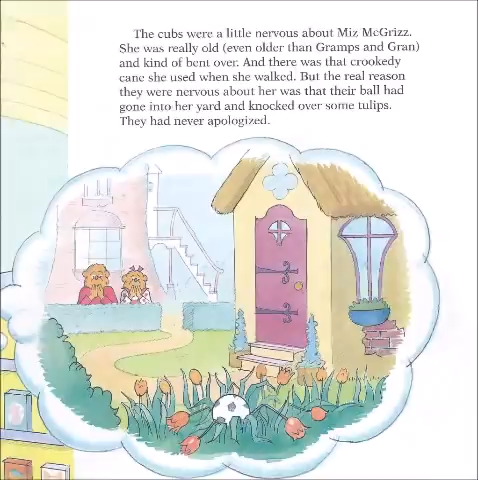 The cubs were a little nervous about Miz McGrizz.
She was really old (even older than Gramps and Gran)
and kind of bent over. And there was that crookedy
cane she used when she walked. But the real reason
they were nervous about her was that their ball had
gone into her yard and knocked over some tulips.
They had never apologized.